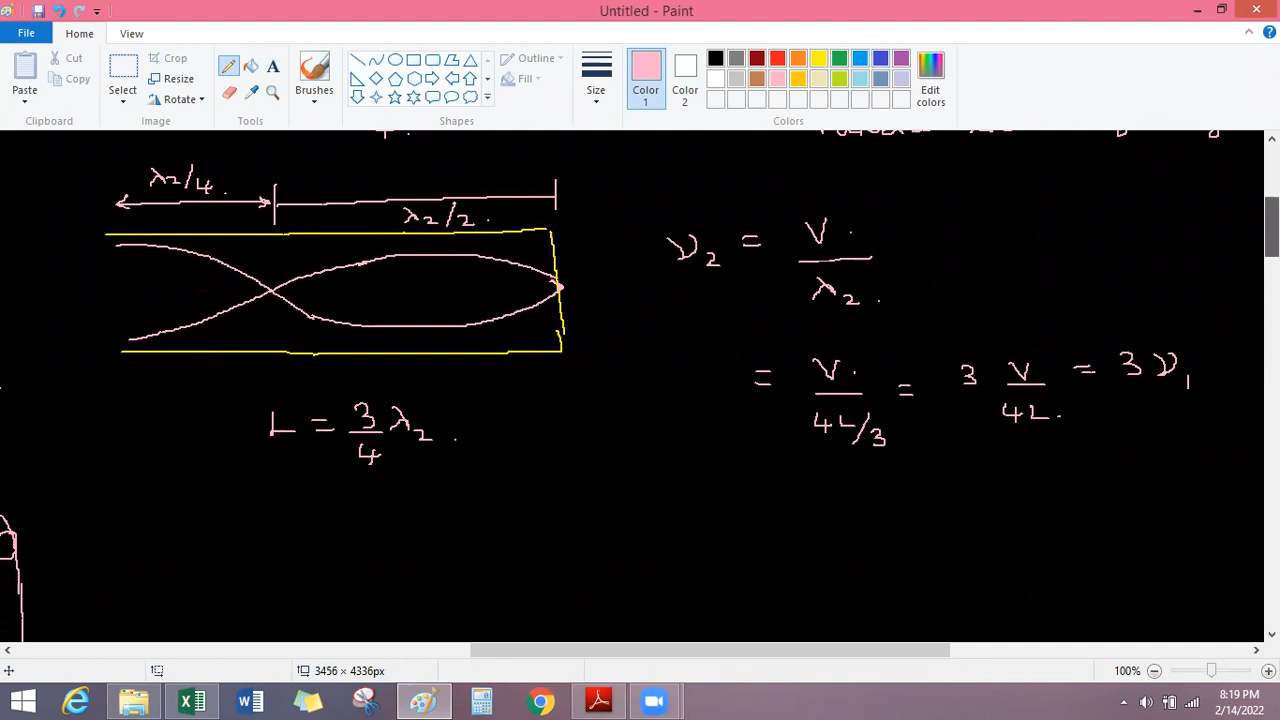 Untitled - Paint
File
Home
View
Paste
Cut
Copy
Clipboard
Select
Crop
Resize
Rotate
Image
Tools
Brushes
Shapes
Outline
Fill
Size
Color 1
Color 2
Edit colors
Colors
λ2/4.
λ2/2.
ν2 = V / λ2.
= V / 4L/3 = 3 V / 4L. = 3ν1
L = 3/4 λ2.
3456 × 4336px
100%
8:19 PM
2/14/2022